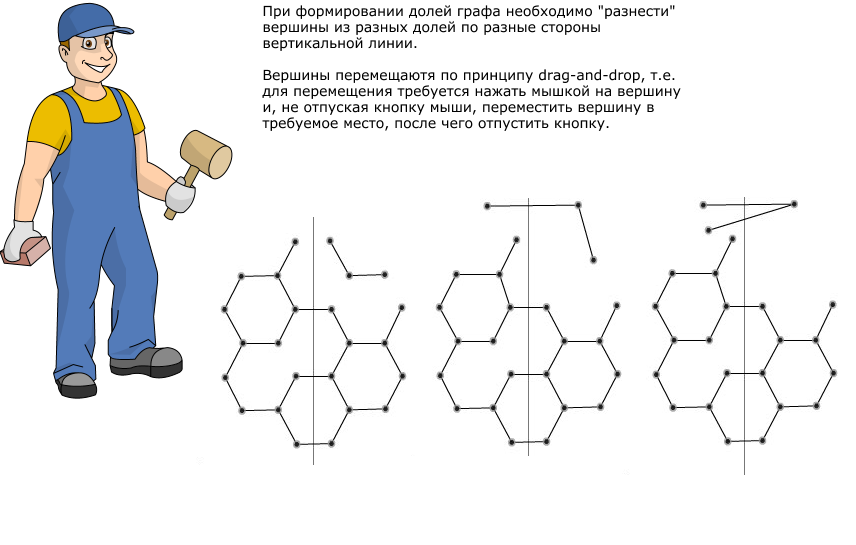 При формировании долей графа необходимо "разнести"
вершины из разных долей по разные стороны
вертикальной линии.
Вершины перемещаютя по принципу drag-and-drop, т.е.
для перемещения требуется нажать мышкой на вершину
и, не отпуская кнопку мыши, переместить вершину в
требуемое место, после чего отпустить кнопку.